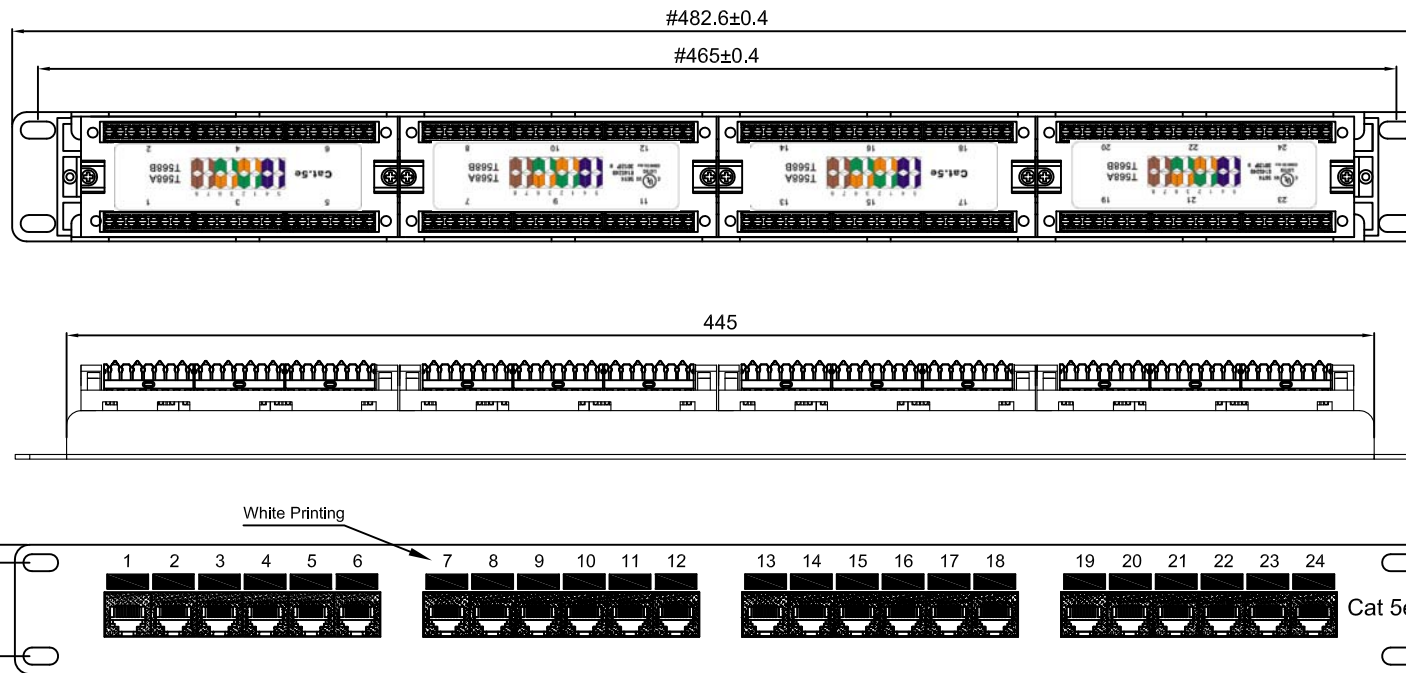 #482.6±0.4
#465±0.4
2 4 6 8 10 12 14 16 18 20 22 24
T568B T568B T568B T568B
T568A Cat.5e T568A T568A Cat.5e T568A
1 3 5 7 9 11 13 15 17 19 21 23
445
White Printing
1 2 3 4 5 6 7 8 9 10 11 12 13 14 15 16 17 18 19 20 21 22 23 24
Cat 5e